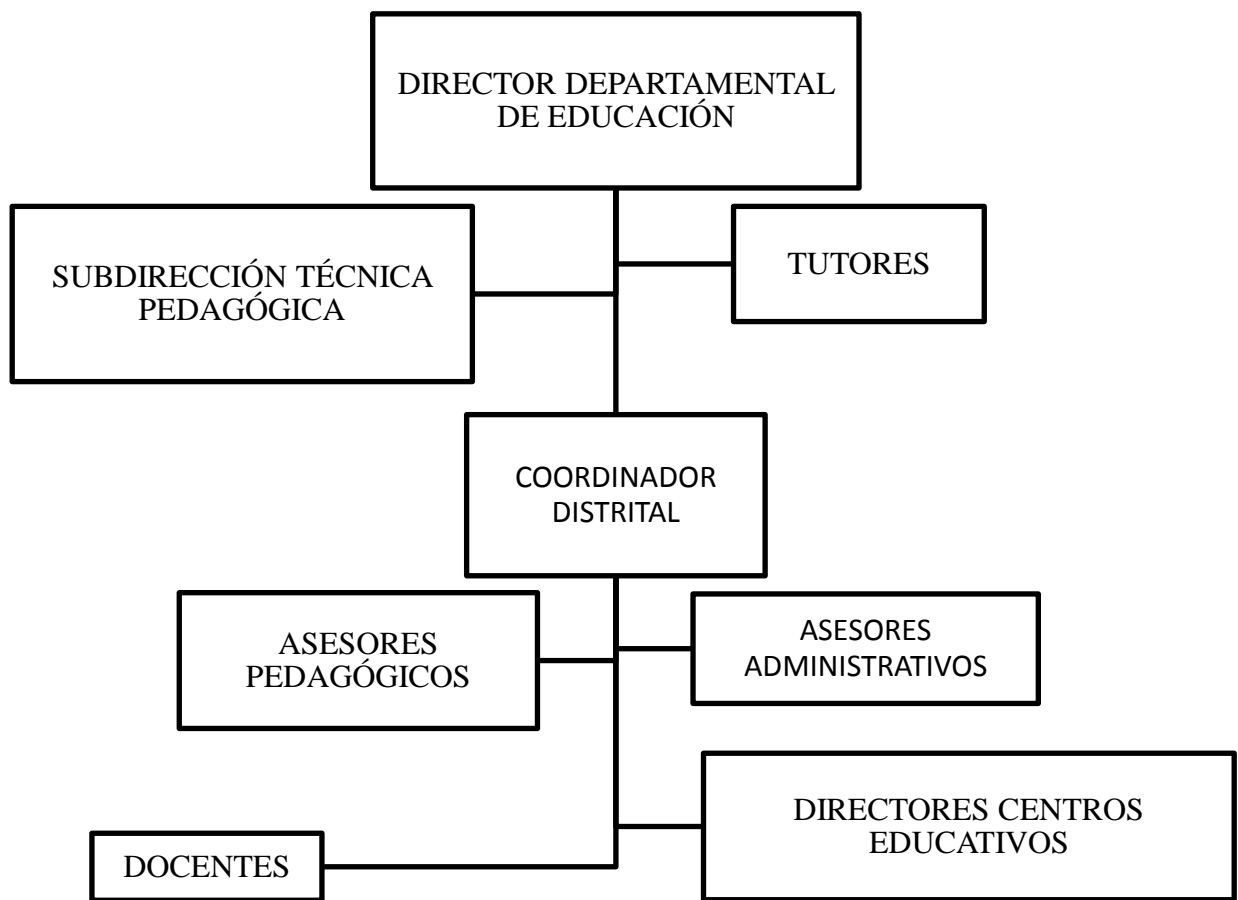 DIRECTOR DEPARTAMENTAL
DE EDUCACIÓN
SUBDIRECCIÓN TÉCNICA
PEDAGÓGICA
TUTORES
COORDINADOR
DISTRITAL
ASESORES
PEDAGÓGICOS
ASESORES
ADMINISTRATIVOS
DIRECTORES CENTROS
EDUCATIVOS
DOCENTES